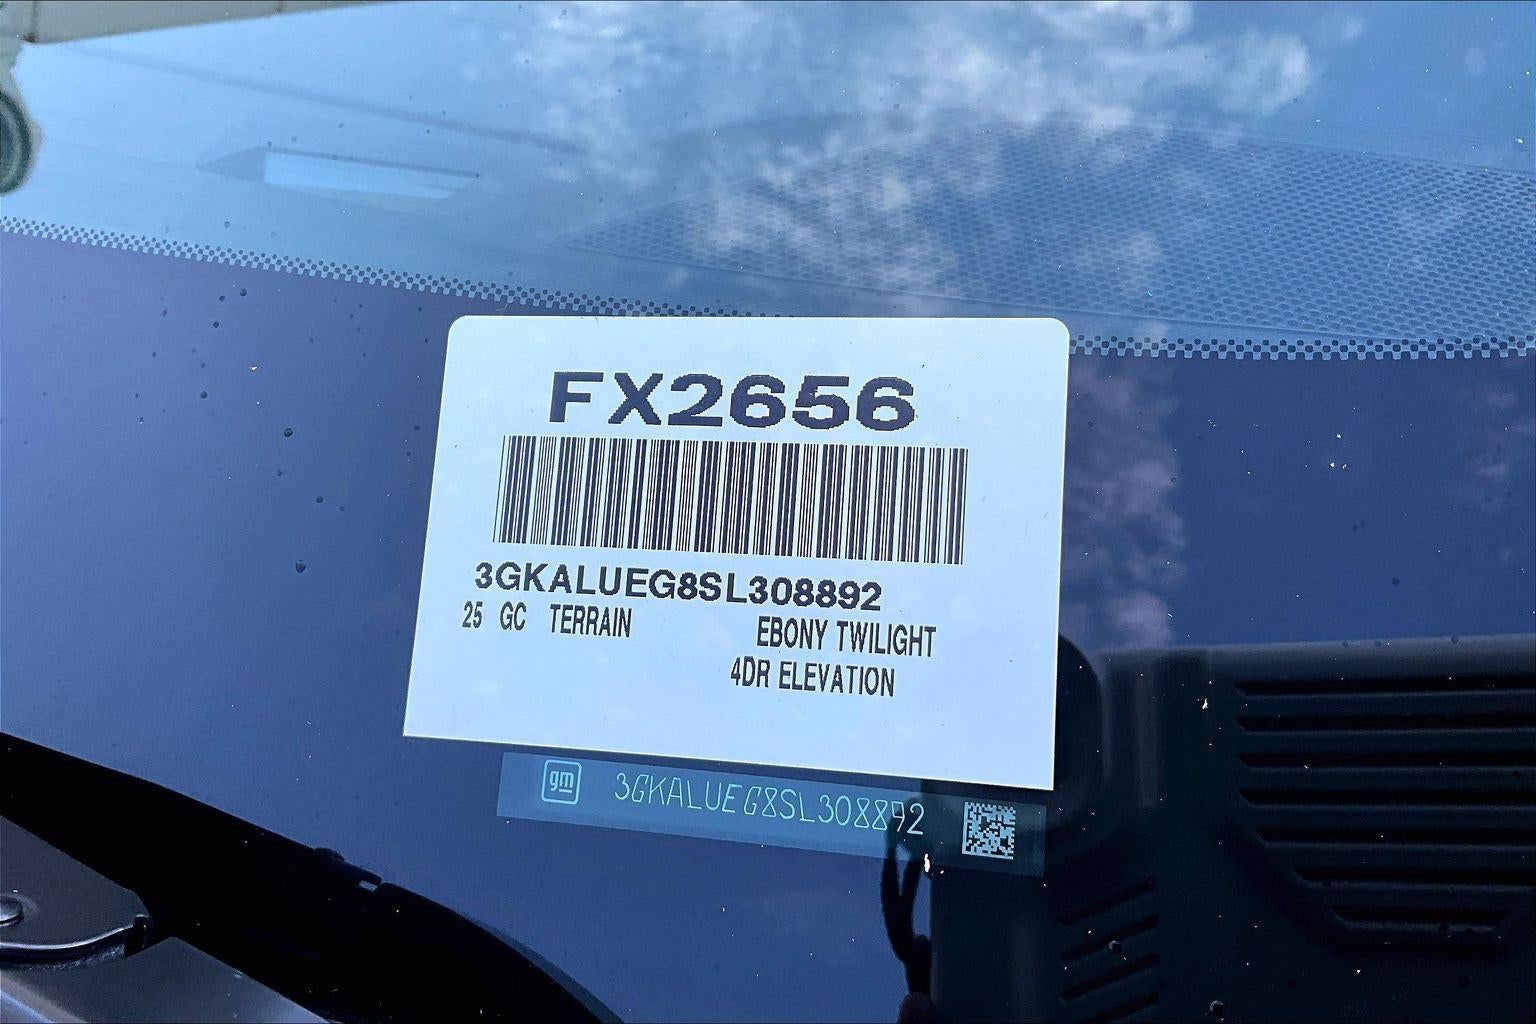 FX2656
3GKALUEG8SL308892
25 GC TERRAIN EBONY TWILIGHT
4DR ELEVATION
gm 3GKALUEG8SL308892